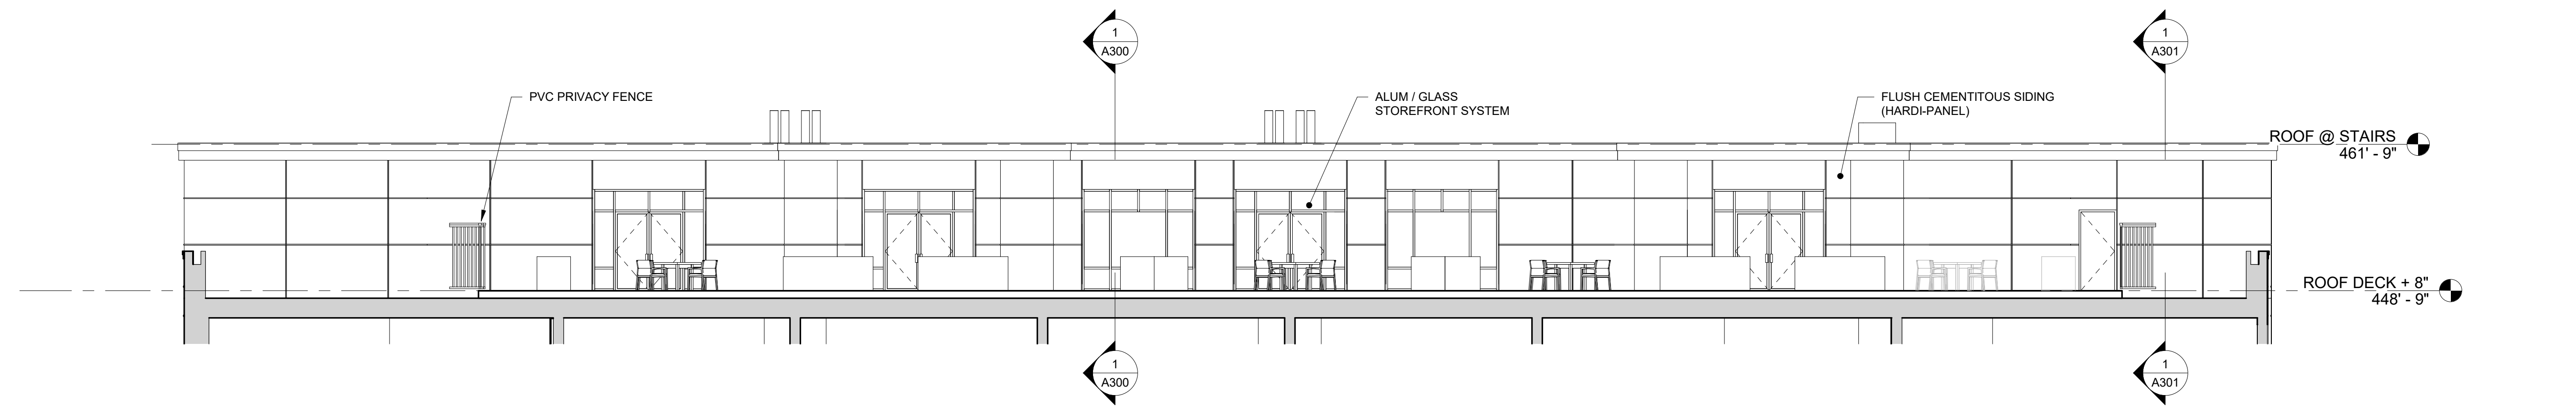 1
A300
1
A301
PVC PRIVACY FENCE
ALUM / GLASS
STOREFRONT SYSTEM
FLUSH CEMENTITOUS SIDING
(HARDI-PANEL)
ROOF @ STAIRS
461' - 9"
ROOF DECK + 8"
448' - 9"
1
A300
1
A301